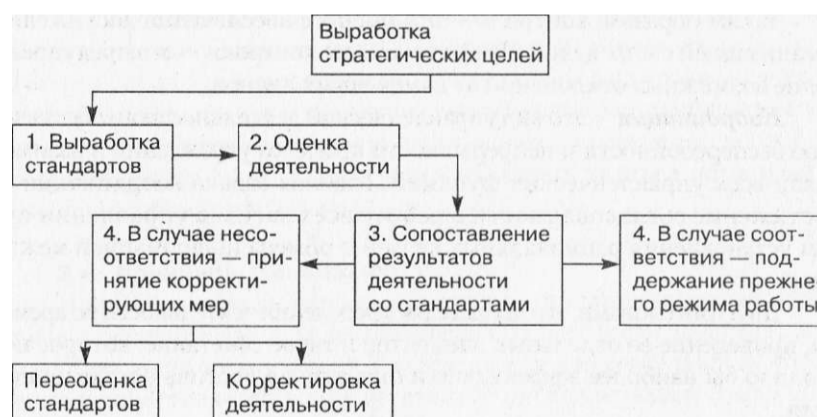 Выработка
стратегических целей
1. Выработка
стандартов
2. Оценка
деятельности
4. В случае несо-
ответствия — при-
нятие корректи-
рующих мер
3. Сопоставление
результатов
деятельности
со стандартами
4. В случае соот-
ветствия — под-
держание прежне-
го режима работы
Переоценка
стандартов
Корректировка
деятельности